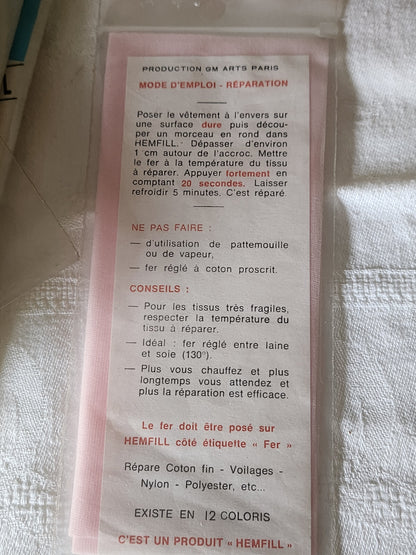 PRODUCTION GM ARTS PARIS
MODE D'EMPLOI - RÉPARATION
Poser le vêtement à l'envers sur
une surface dure puis décou-
per un morceau en rond dans
HEMFILL. Dépasser d'environ
1 cm autour de l'accroc. Mettre
le fer à la température du tissu
à réparer. Appuyer fortement en
comptant 20 secondes. Laisser
refroidir 5 minutes. C'est réparé.
NE PAS FAIRE :
— d'utilisation de pattemouille
ou de vapeur,
— fer réglé à coton proscrit.
CONSEILS :
— Pour les tissus très fragiles,
respecter la température du
tissu à réparer.
— Idéal : fer réglé entre laine
et soie (130°).
— Plus vous chauffez et plus
longtemps vous attendez et
plus la réparation est efficace.
Le fer doit être posé sur
HEMFILL côté étiquette « Fer »
Répare Coton fin - Voilages -
Nylon - Polyester, etc...
EXISTE EN 12 COLORIS
C'EST UN PRODUIT « HEMFILL »